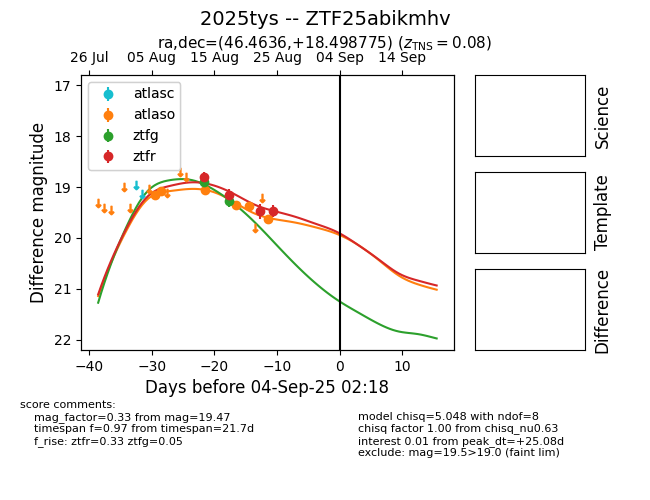 2025tys -- ZTF25abikmhv
ra,dec=(46.4636,+18.498775) (zTNS = 0.08)
26 Jul 05 Aug 15 Aug 25 Aug 04 Sep 14 Sep
17
18
19
20
21
22
Difference magnitude
atlasc
atlaso
ztfg
ztfr
−40 −30 −20 −10 0 10
Days before 04-Sep-25 02:18
Science
Template
Difference
score comments:
mag_factor=0.33 from mag=19.47
timespan f=0.97 from timespan=21.7d
f_rise: ztfr=0.33 ztfg=0.05
model chisq=5.048 with ndof=8
chisq factor 1.00 from chisq_nu0.63
interest 0.01 from peak_dt=+25.08d
exclude: mag=19.5>19.0 (faint lim)